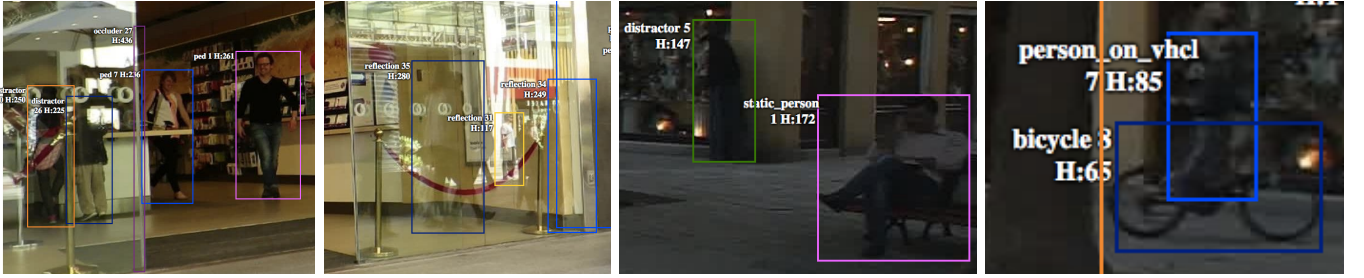 occluder 27
H:436
ped 1 H:261
ped 7 H:236
H:250
distractor
26 H:225
reflection 35
H:280
reflection 34
H:249
reflection 31
H:117
distractor 5
H:147
static_person
1 H:172
person_on_vhcl
7 H:85
bicycle 8
H:65